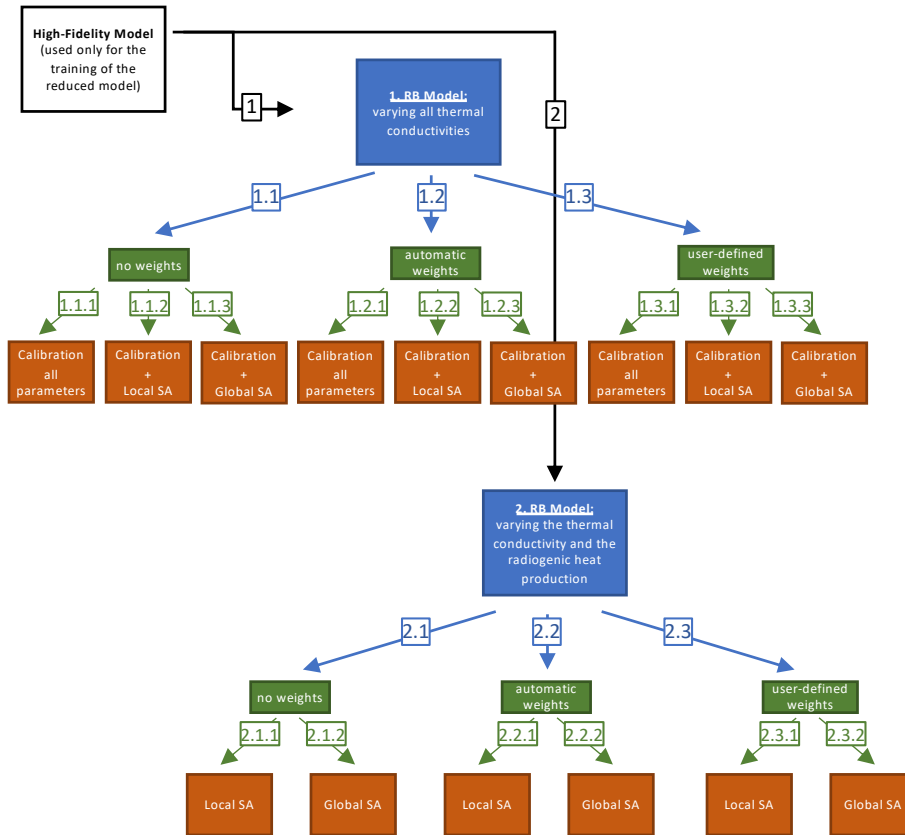 High-Fidelity Model
(used only for the
training of the
reduced model)
1
2
1. RB Model:
varying all thermal
conductivities
1.1
1.2
1.3
no weights
automatic
weights
user-defined
weights
1.1.1
1.1.2
1.1.3
1.2.1
1.2.2
1.2.3
1.3.1
1.3.2
1.3.3
Calibration
all
parameters
Calibration
+
Local SA
Calibration
+
Global SA
Calibration
all
parameters
Calibration
+
Local SA
Calibration
+
Global SA
Calibration
all
parameters
Calibration
+
Local SA
Calibration
+
Global SA
2. RB Model:
varying the thermal
conductivity and the
radiogenic heat
production
2.1
2.2
2.3
no weights
automatic
weights
user-defined
weights
2.1.1
2.1.2
2.2.1
2.2.2
2.3.1
2.3.2
Local SA
Global SA
Local SA
Global SA
Local SA
Global SA